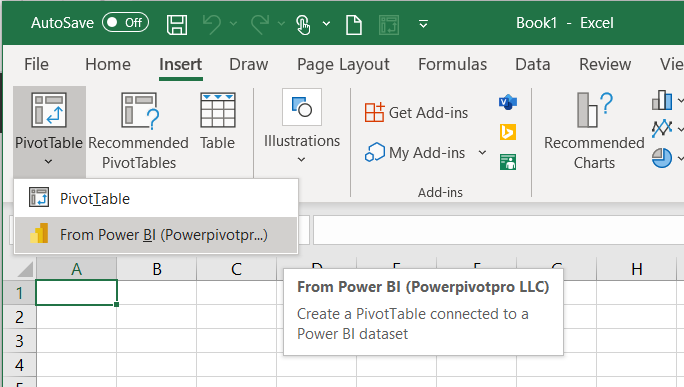 AutoSave Off Book1 - Excel
File Home Insert Draw Page Layout Formulas Data Review Vie
PivotTable
Recommended
PivotTables
Table
Illustrations
Get Add-ins
My Add-ins
Add-ins
Recommended
Charts
PivotTable
From Power BI (Powerpivotpr...)
A B C D E F G H
From Power BI (Powerpivotpro LLC)
Create a PivotTable connected to a
Power BI dataset
1
2
3
4